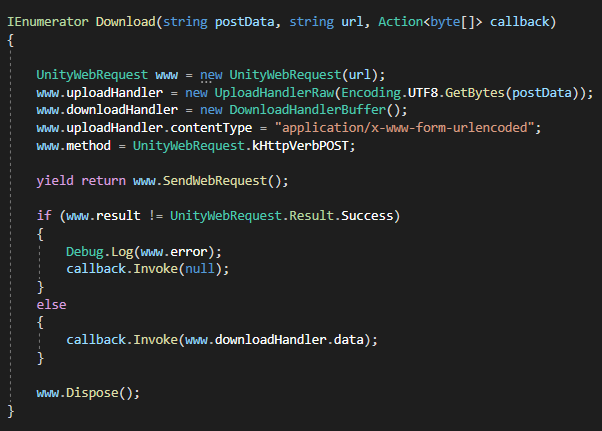 IEnumerator Download(string postData, string url, Action<byte[]> callback)
{
UnityWebRequest www = new UnityWebRequest(url);
www.uploadHandler = new UploadHandlerRaw(Encoding.UTF8.GetBytes(postData));
www.downloadHandler = new DownloadHandlerBuffer();
www.uploadHandler.contentType = "application/x-www-form-urlencoded";
www.method = UnityWebRequest.kHttpVerbPOST;
yield return www.SendWebRequest();
if (www.result != UnityWebRequest.Result.Success)
{
Debug.Log(www.error);
callback.Invoke(null);
}
else
{
callback.Invoke(www.downloadHandler.data);
}
www.Dispose();
}